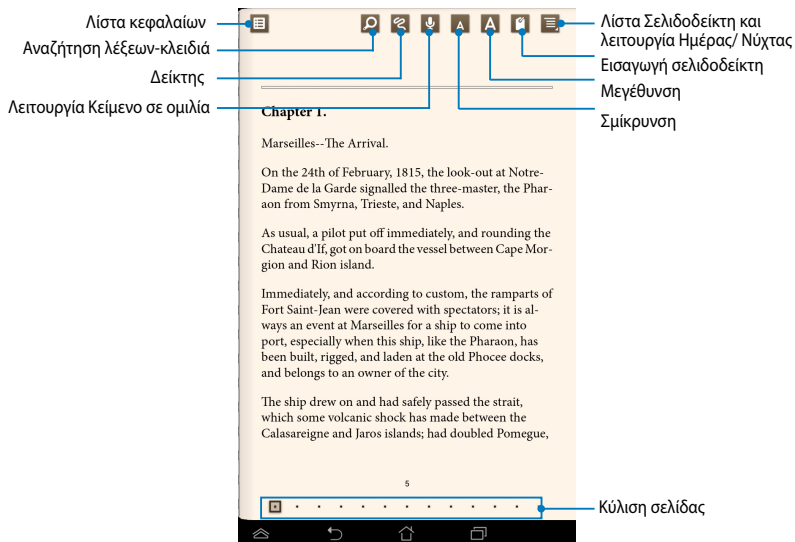 Λίστα κεφαλαίων
Αναζήτηση λέξεων-κλειδιά
Δείκτης
Λειτουργία Κείμενο σε ομιλία
Λίστα Σελιδοδείκτη και
λειτουργία Ημέρας/ Νύχτας
Εισαγωγή σελιδοδείκτη
Μεγέθυνση
Σμίκρυνση
A
A
Chapter 1.
Marseilles--The Arrival.
On the 24th of February, 1815, the look-out at Notre-
Dame de la Garde signalled the three-master, the Phar-
aon from Smyrna, Trieste, and Naples.
As usual, a pilot put off immediately, and rounding the
Chateau d'If, got on board the vessel between Cape Mor-
gion and Rion island.
Immediately, and according to custom, the ramparts of
Fort Saint-Jean were covered with spectators; it is al-
ways an event at Marseilles for a ship to come into
port, especially when this ship, like the Pharaon, has
been built, rigged, and laden at the old Phocee docks,
and belongs to an owner of the city.
The ship drew on and had safely passed the strait,
which some volcanic shock has made between the
Calasareigne and Jaros islands; had doubled Pomegue,
5
Κύλιση σελίδας